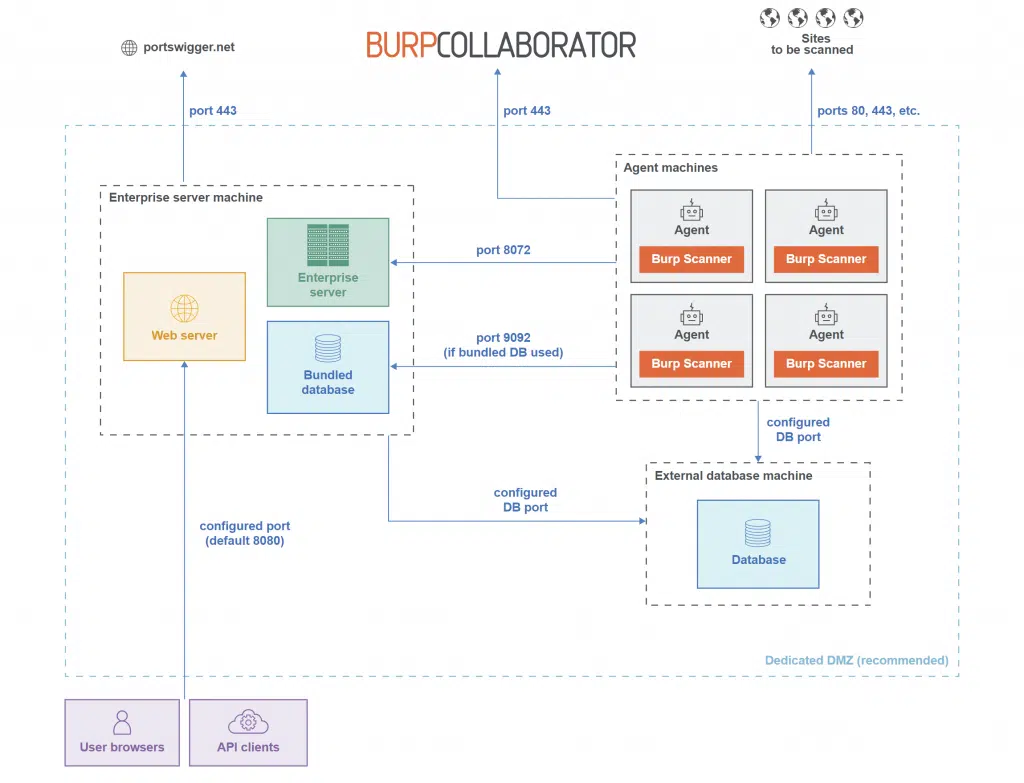 portswigger.net
BURPCOLLABORATOR
Sites
to be scanned
port 443
port 443
ports 80, 443, etc.
Enterprise server machine
Agent machines
Enterprise
server
Web server
Bundled
database
port 8072
port 9092
(if bundled DB used)
Agent
Burp Scanner
Agent
Burp Scanner
Agent
Burp Scanner
Agent
Burp Scanner
configured
DB port
External database machine
Database
configured
DB port
configured port
(default 8080)
Dedicated DMZ (recommended)
User browsers
API clients